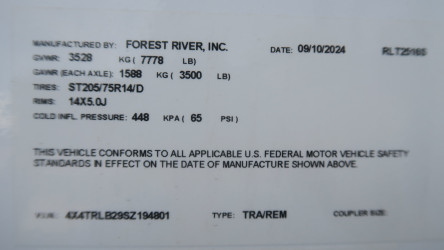 MANUFACTURED BY: FOREST RIVER, INC. DATE: 09/10/2024 RLT25165
GVWR: 3528 KG ( 7778 LB)
GAWR (EACH AXLE): 1588 KG ( 3500 LB)
TIRES: ST205/75R14/D
RIMS: 14X5.0J
COLD INFL. PRESSURE: 448 KPA ( 65 PSI )
THIS VEHICLE CONFORMS TO ALL APPLICABLE U.S. FEDERAL MOTOR VEHICLE SAFETY
STANDARDS IN EFFECT ON THE DATE OF MANUFACTURE SHOWN ABOVE.
V.I.N.: 4X4TRLB29SZ194801 TYPE: TRA/REM COUPLER SIZE: